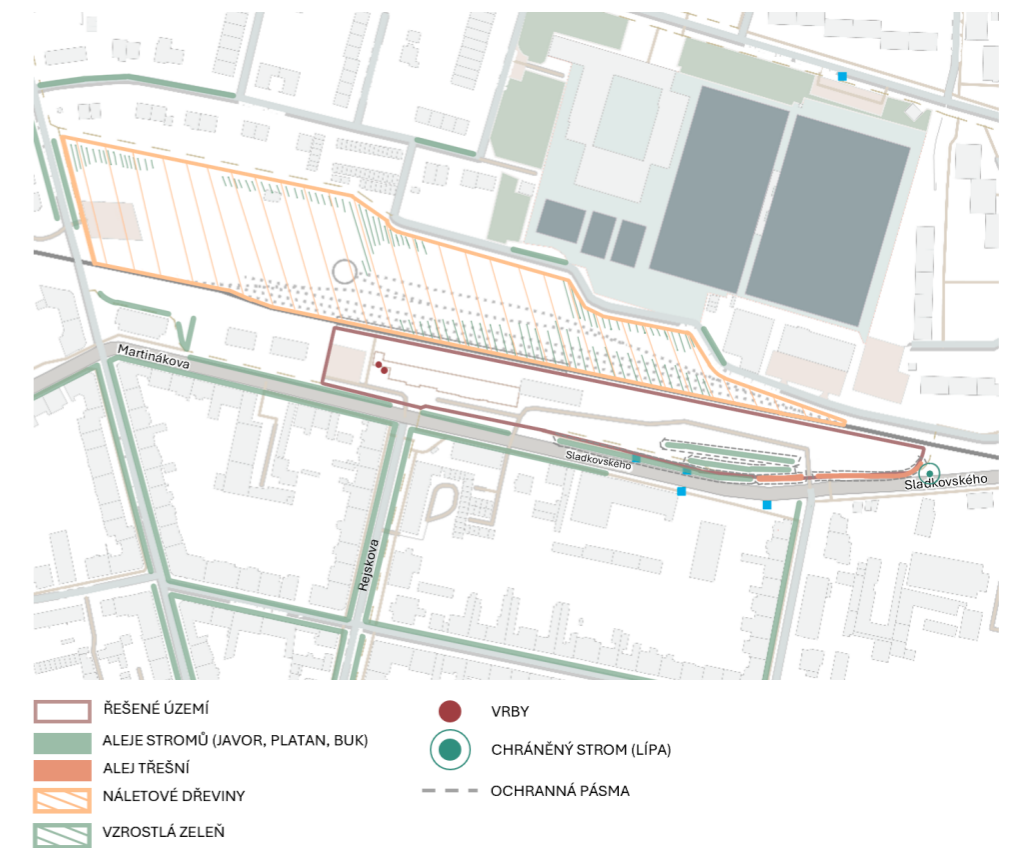 Martinákova
Sladkovského
Sladkovského
Rejskova
ŘEŠENÉ ÚZEMÍ
ALEJE STROMŮ (JAVOR, PLATAN, BUK)
ALEJ TŘEŠNÍ
NÁLETOVÉ DŘEVINY
VZROSTLÁ ZELEŇ
VRBY
CHRÁNĚNÝ STROM (LÍPA)
OCHRANNÁ PÁSMA